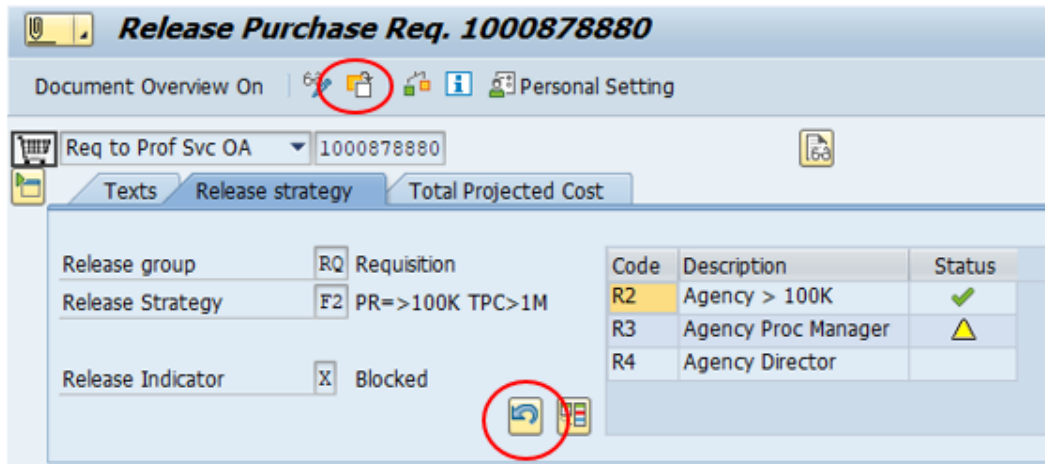 Release Purchase Req. 1000878880
Document Overview On Personal Setting
Req to Prof Svc OA 1000878880
Texts Release strategy Total Projected Cost
Release group RQ Requisition
Release Strategy F2 PR=>100K TPC>1M
Release Indicator X Blocked
Code Description Status
R2 Agency > 100K
R3 Agency Proc Manager
R4 Agency Director